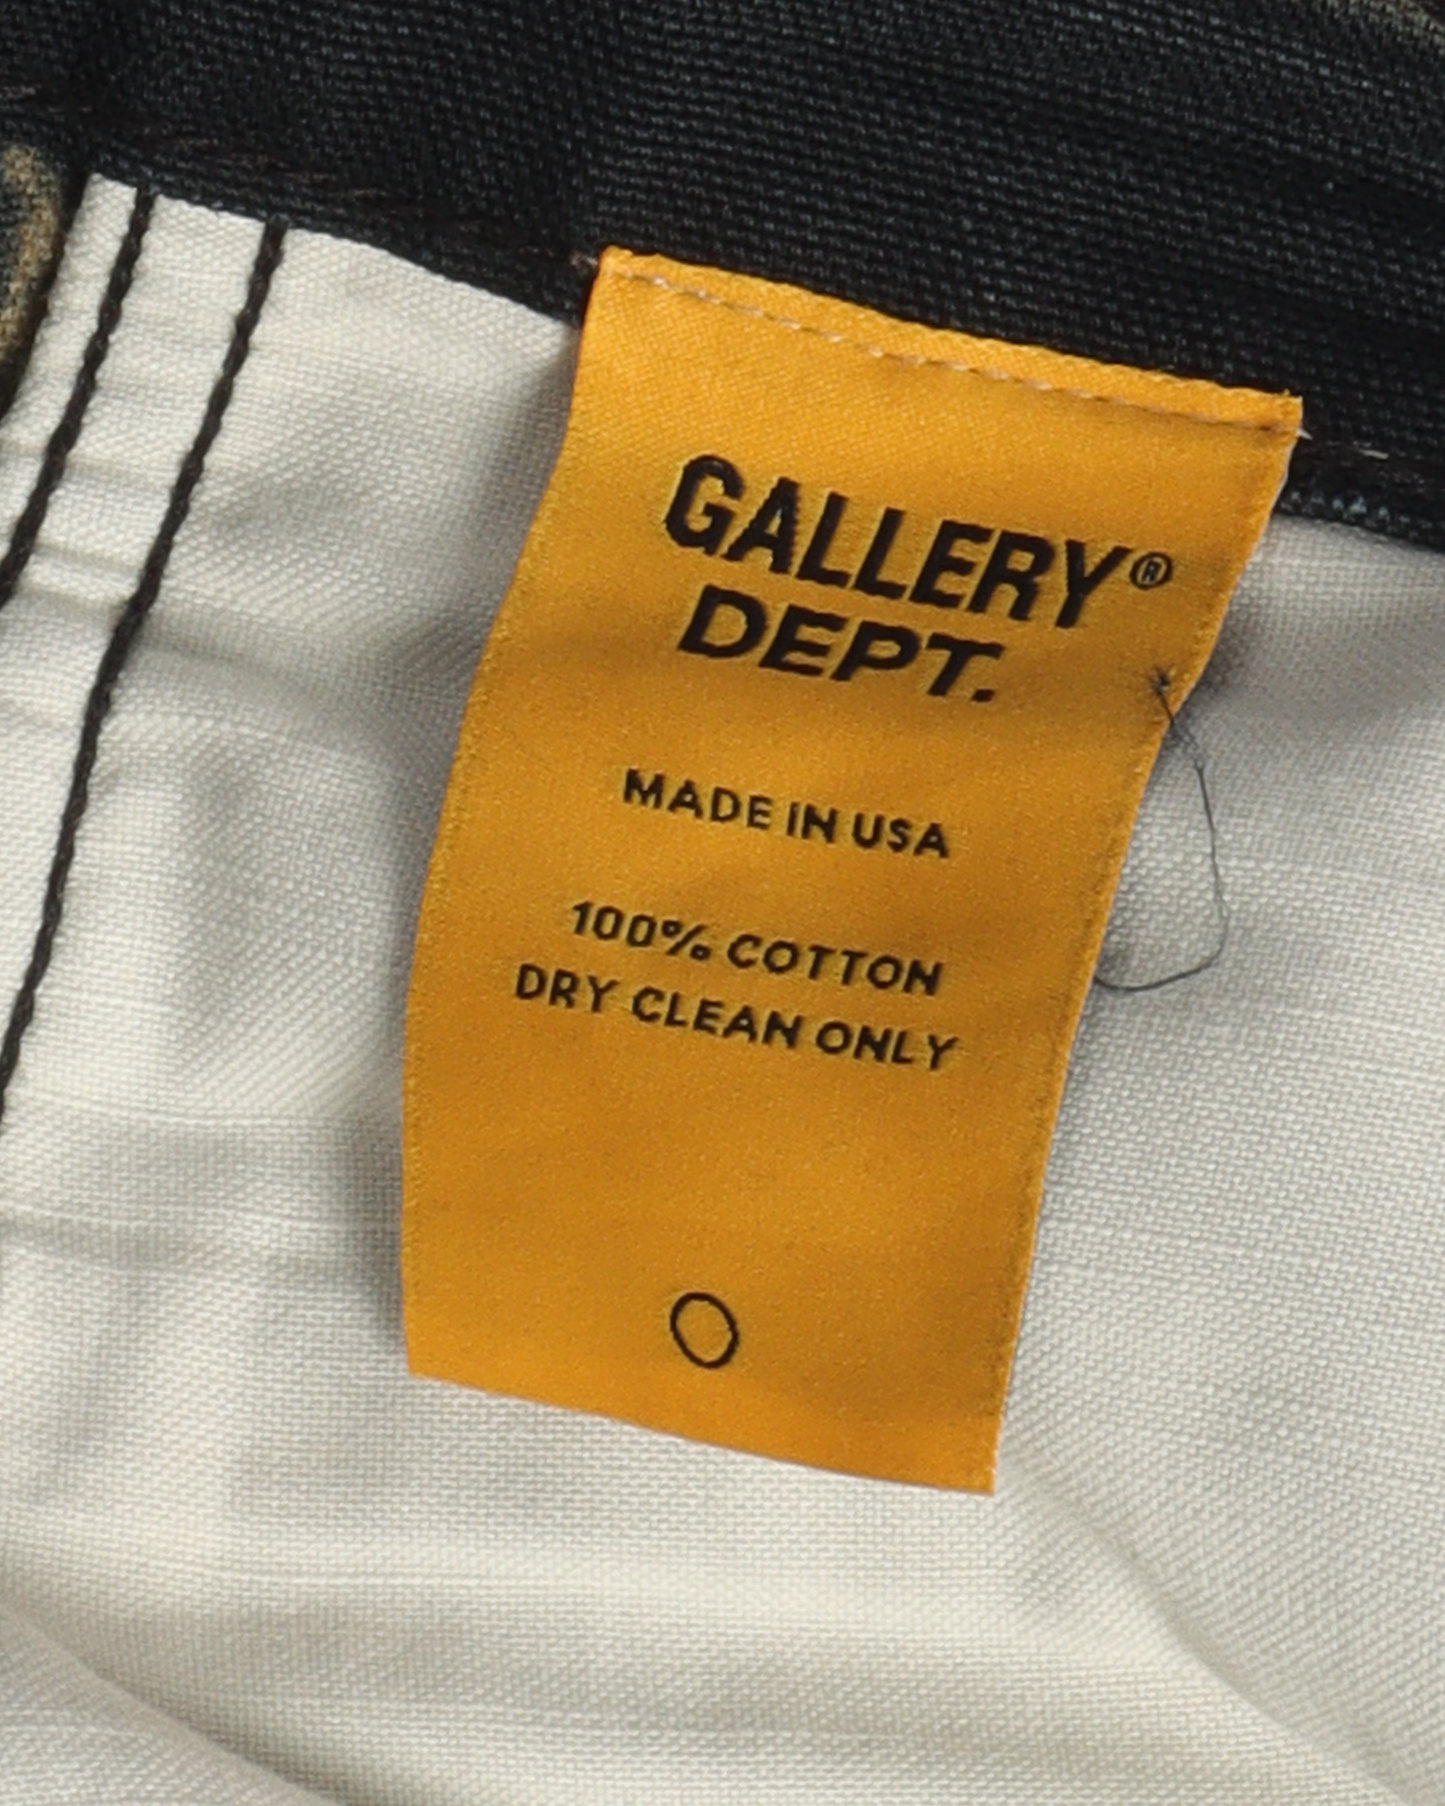 GALLERY®
DEPT.
MADE IN USA
100% COTTON
DRY CLEAN ONLY